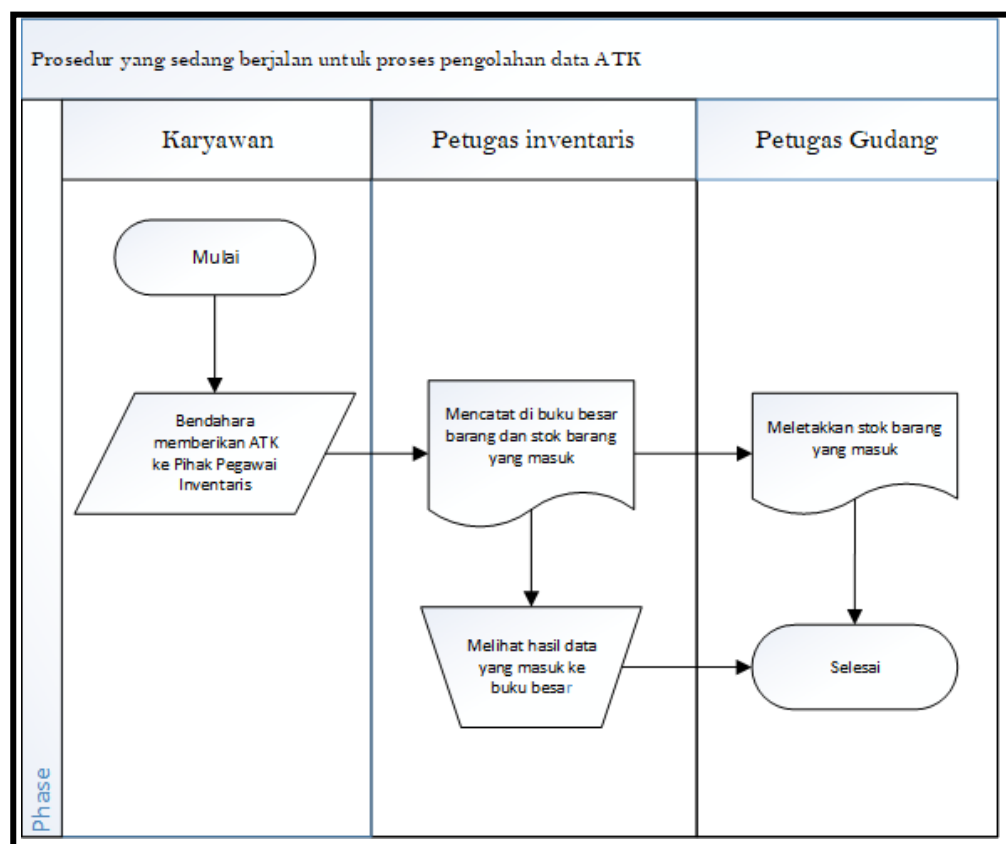 Prosedur yang sedang berjalan untuk proses pengolahan data ATK
Karyawan
Petugas inventaris
Petugas Gudang
Mulai
Bendahara
memberikan ATK
ke Pihak Pegawai
Inventaris
Mencatat di buku besar
barang dan stok barang
yang masuk
Meletakkan stok barang
yang masuk
Melihat hasil data
yang masuk ke
buku besar
Selesai
Phase